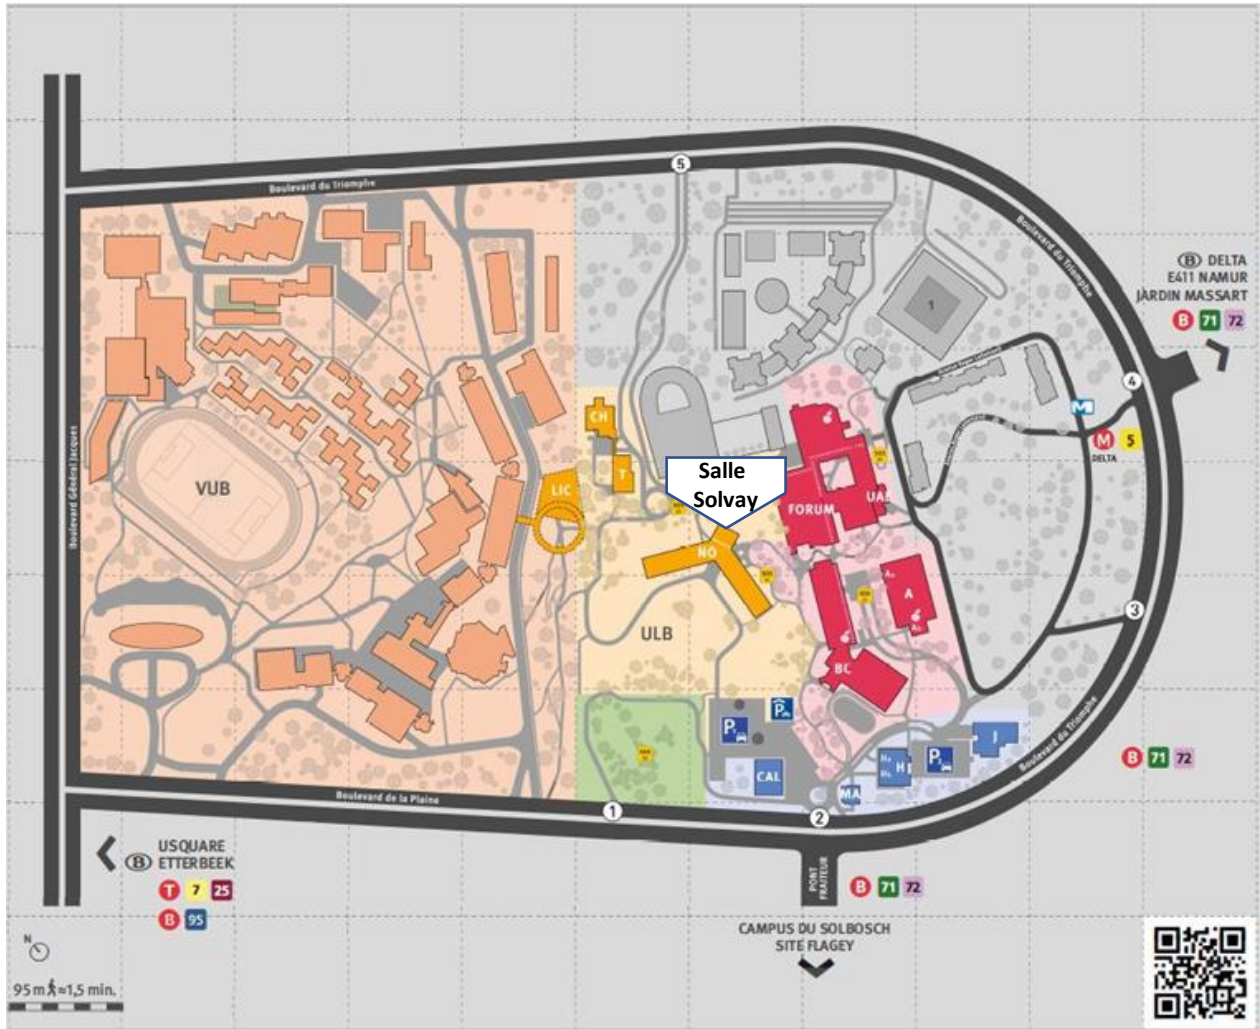 5
Boulevard du Triomphe
Boulevard du Triomphe
B DELTA
E411 NAMUR
JARDIN MASSART
B 71 72
1
4
M
M 5
DELTA
CH
T
LIC
Salle
Solvay
FORUM
UA
VUB
Boulevard Général Jacques
NO
A
ULB
BC
3
P
P
J
H
P
CAL
MA
Boulevard du Triomphe
B 71 72
Boulevard de la Plaine
1
2
USQUARE
B ETTERBEEK
T 7 25
B 95
PONT
FRAITEUR
B 71 72
CAMPUS DU SOLBOSCH
SITE FLAGEY
N
95 m ≈1,5 min.